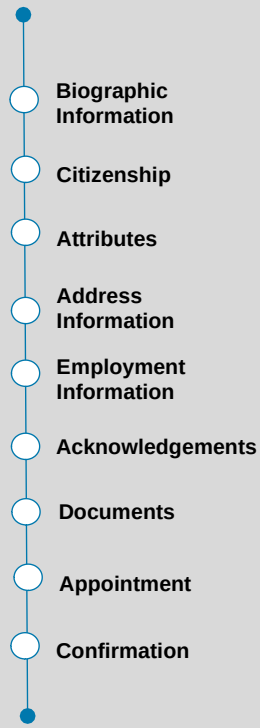 Biographic
Information
Citizenship
Attributes
Address
Information
Employment
Information
Acknowledgements
Documents
Appointment
Confirmation